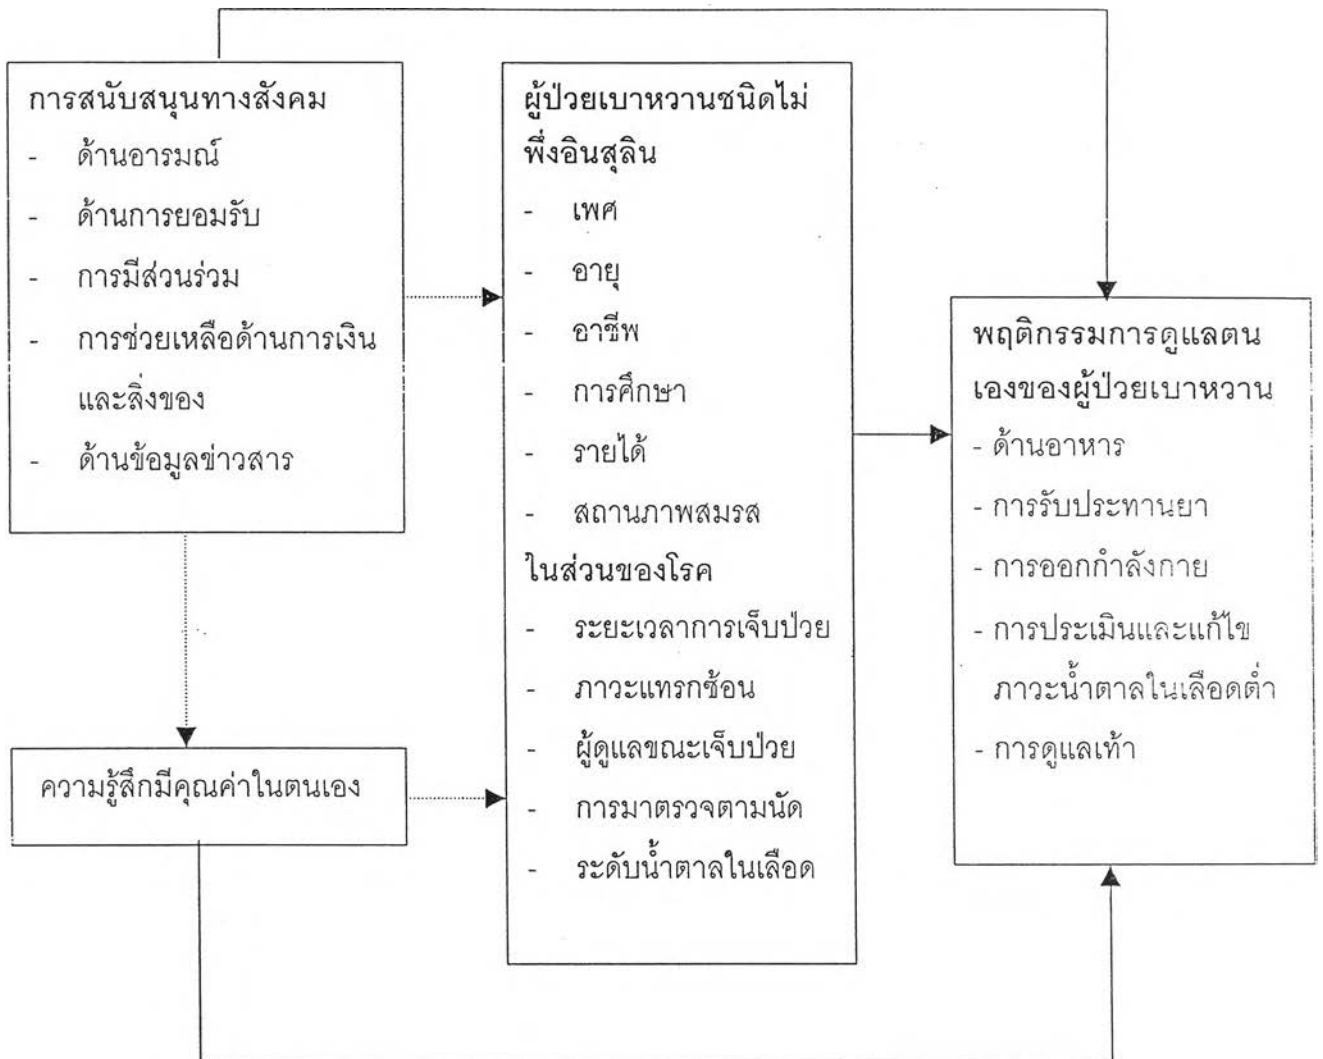 การสนับสนุนทางสังคม
- ด้านอารมณ์
- ด้านการยอมรับ
- การมีส่วนร่วม
- การช่วยเหลือด้านการเงิน
และสิ่งของ
- ด้านข้อมูลข่าวสาร
ความรู้สึกมีคุณค่าในตนเอง
ผู้ป่วยเบาหวานชนิดไม่
พึ่งอินสุลิน
- เพศ
- อายุ
- อาชีพ
- การศึกษา
- รายได้
- สถานภาพสมรส
ในส่วนของโรค
- ระยะเวลาการเจ็บป่วย
- ภาวะแทรกซ้อน
- ผู้ดูแลขณะเจ็บป่วย
- การมาตรวจตามนัด
- ระดับน้ำตาลในเลือด
พฤติกรรมการดูแลตน
เองของผู้ป่วยเบาหวาน
- ด้านอาหาร
- การรับประทานยา
- การออกกำลังกาย
- การประเมินและแก้ไข
ภาวะน้ำตาลในเลือดต่ำ
- การดูแลเท้า